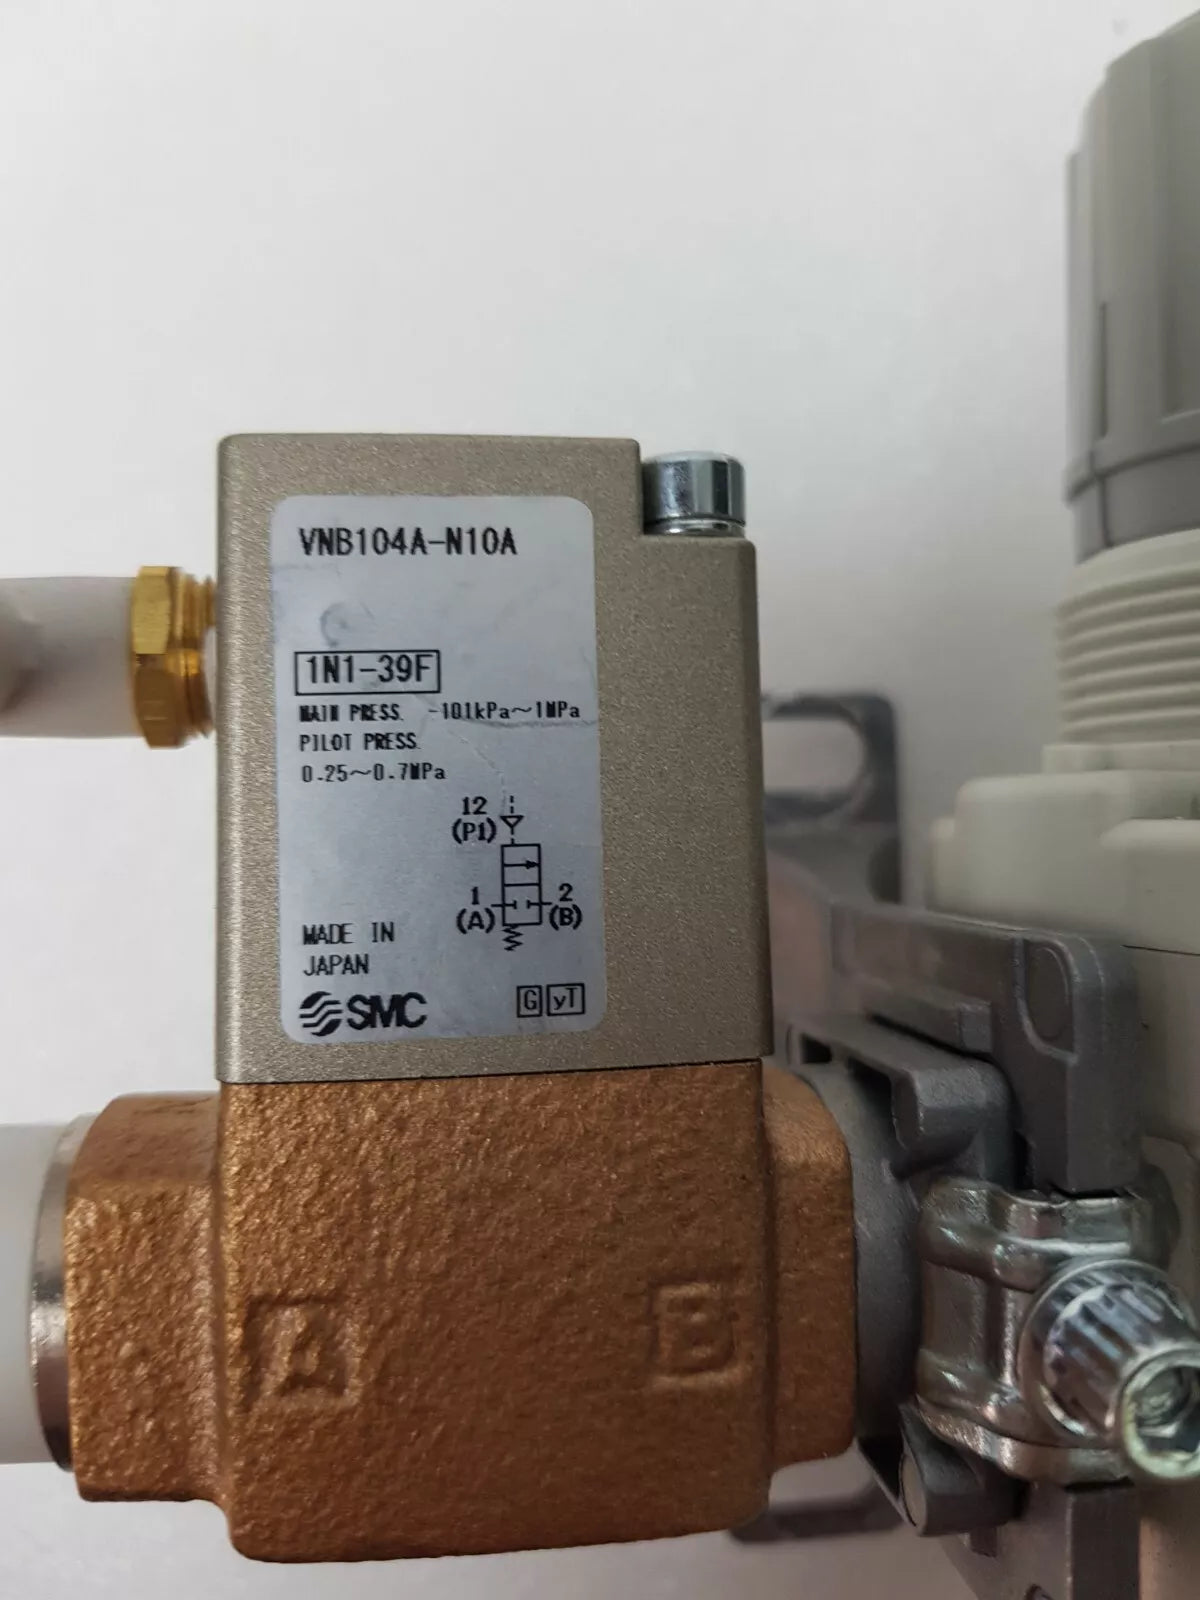 VNB104A-N10A
1N1-39F
MAIN PRESS. -101kPa~1MPa
PILOT PRESS.
0.25~0.7MPa
12
(P1)
1 2
(A) (B)
MADE IN
JAPAN
SMC G yT
A B